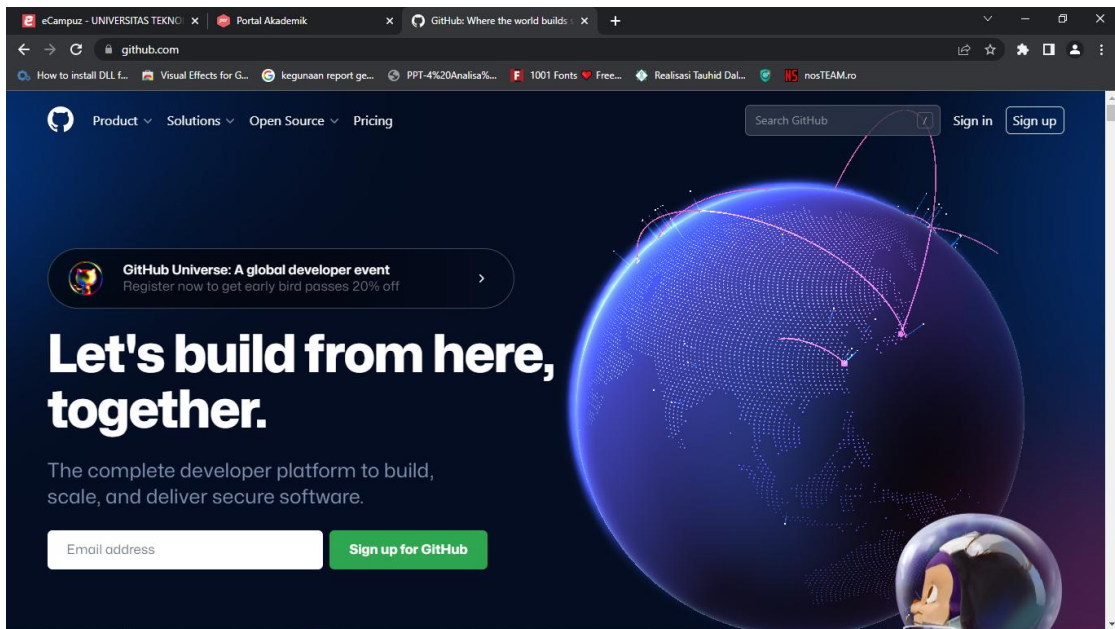 eCampuz - UNIVERSITAS TEKNO
Portal Akademik
GitHub: Where the world builds
github.com
How to install DLL f...
Visual Effects for G...
kegunaan report ge...
PPT-4%20Analisa%...
1001 Fonts ♥ Free...
Realisasi Tauhid Dal...
NS nosTEAM.ro
Product
Solutions
Open Source
Pricing
Search GitHub /
Sign in
Sign up
GitHub Universe: A global developer event
Register now to get early bird passes 20% off
Let's build from here,
together.
The complete developer platform to build,
scale, and deliver secure software.
Email address
Sign up for GitHub